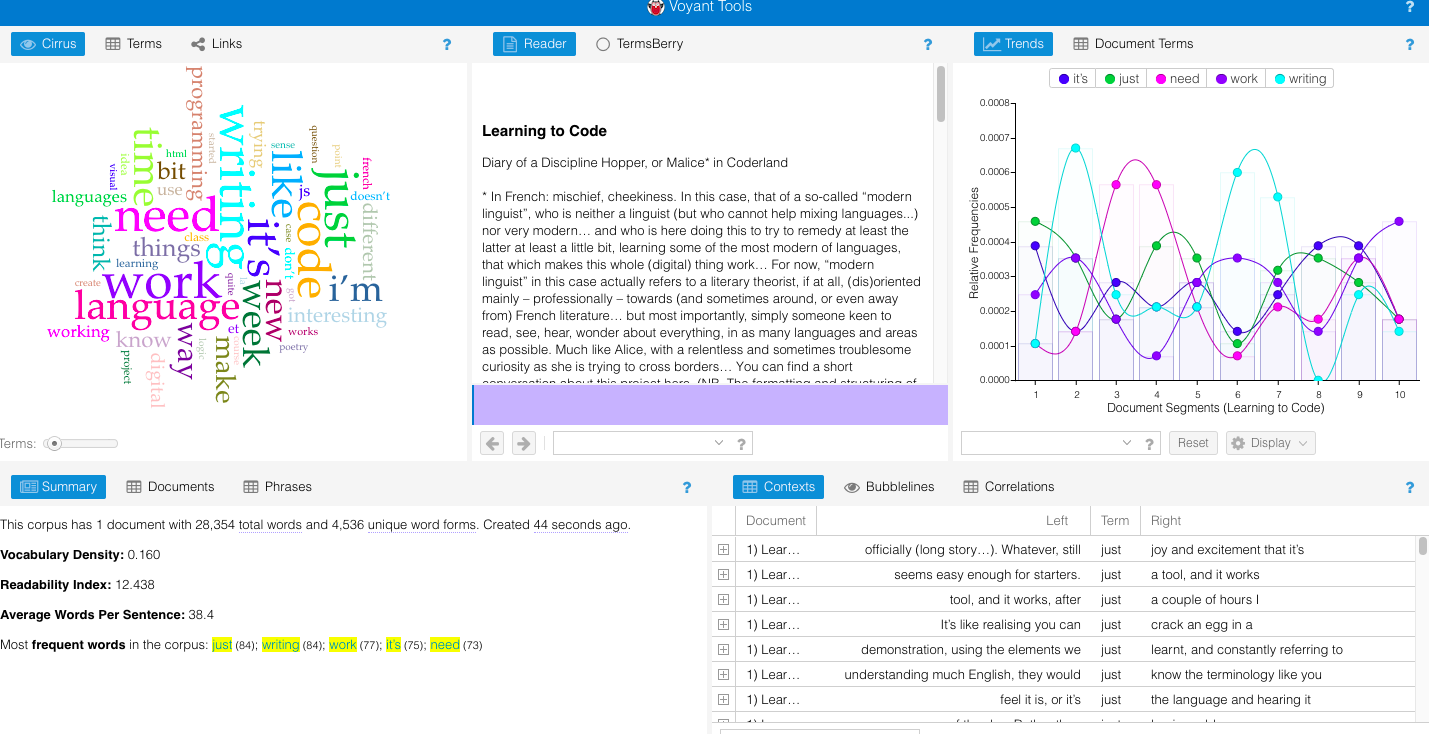 Voyant Tools
?
Cirrus Terms Links ?
programming
writing
trying
time
html
idea
started
sense
question
point
french
visual
bit
use
like
js
just
doesn't
languages
need
code
different
think
class
things
it's
case
don't
learning
work
quite
la
got
i'm
create
language
week
new
interesting
working
know
et
works
way
logic
make
course
poetry
project
digital
Terms:
Reader TermsBerry ?
Learning to Code
Diary of a Discipline Hopper, or Malice* in Coderland
* In French: mischief, cheekiness. In this case, that of a so-called “modern
linguist”, who is neither a linguist (but who cannot help mixing languages...)
nor very modern… and who is here doing this to try to remedy at least the
latter at least a little bit, learning some of the most modern of languages,
that which makes this whole (digital) thing work… For now, “modern
linguist” in this case actually refers to a literary theorist, if at all, (dis)oriented
mainly – professionally – towards (and sometimes around, or even away
from) French literature… but most importantly, simply someone keen to
read, see, hear, wonder about everything, in as many languages and areas
as possible. Much like Alice, with a relentless and sometimes troublesome
curiosity as she is trying to cross borders… You can find a short
conversation about this project here. (NB. The formatting and structuring of
?
Trends Document Terms ?
it's just need work writing
Relative Frequencies
0.0008
0.0007
0.0006
0.0005
0.0004
0.0003
0.0002
0.0001
0.0000
1 2 3 4 5 6 7 8 9 10
Document Segments (Learning to Code)
? Reset Display
Summary Documents Phrases ?
This corpus has 1 document with 28,354 total words and 4,536 unique word forms. Created 44 seconds ago.
Vocabulary Density: 0.160
Readability Index: 12.438
Average Words Per Sentence: 38.4
Most frequent words in the corpus: just (84); writing (84); work (77); it's (75); need (73)
Contexts Bubblelines Correlations ?
Document Left Term Right
1) Lear… officially (long story…). Whatever, still just joy and excitement that it's
1) Lear… seems easy enough for starters. just a tool, and it works
1) Lear… tool, and it works, after just a couple of hours I
1) Lear… It's like realising you can just crack an egg in a
1) Lear… demonstration, using the elements we just learnt, and constantly referring to
1) Lear… understanding much English, they would just know the terminology like you
1) Lear… feel it is, or it's just the language and hearing it